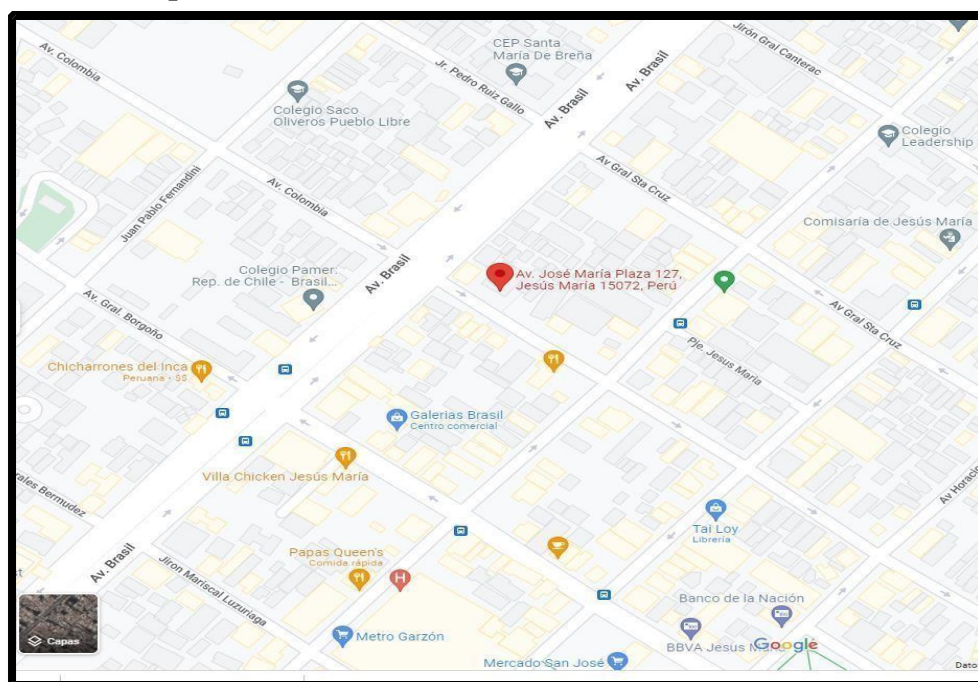 Av. Colombia
CEP Santa
María De Breña
Jr. Pedro Ruiz Gallo
Av. Brasil
Av. Brasil
Jirón Gral Canterac
Colegio Saco
Oliveros Pueblo Libre
Colegio
Leadership
Juan Pablo Fernandini
Av. Colombia
Av Gral Sta Cruz
Comisaría de Jesús María
Colegio Pamer:
Rep. de Chile - Brasil...
Av. Brasil
Av. José María Plaza 127,
Jesús María 15072, Perú
Av. Gral. Borgoño
Av Gral Sta Cruz
Pje. Jesus María
Chicharrones del Inca
Peruana • $$
Galerias Brasil
Centro comercial
Villa Chicken Jesús María
rales Bermudez
Av Horacio
Tai Loy
Librería
Av. Brasil
Papas Queen's
Comida rápida
H
Jiron Mariscal Luzuriaga
Banco de la Nación
Capas
Metro Garzón
BBVA Jesus
Google
Mercado San José
Dato